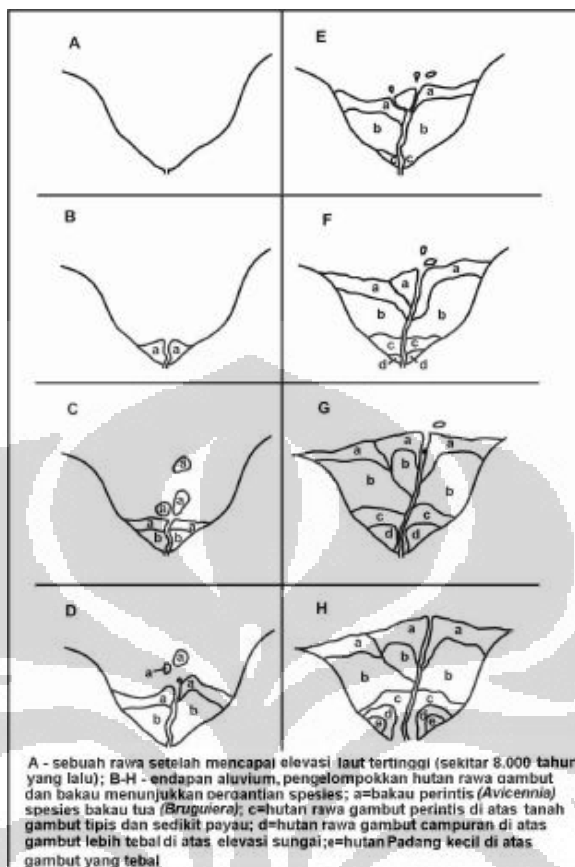 A
E
a
a
b
b
c
c
B
a
a
F
a
a
b
b
c
c
d
d
C
a
a
a
a
a
b
b
G
a
a
a
b
b
b
c
c
d
d
D
a
a
a
a
b
b
H
a
a
a
b
b
b
c
c
d
d
e
e
A - sebuah rawa setelah mencapai elevasi laut tertinggi (sekitar 8.000 tahun
yang lalu); B-H - endapan aluvium, pengelompokkan hutan rawa gambut
dan bakau menunjukkan pergantian spesies; a=bakau perintis (Avicennia)
spesies bakau tua (Bruguiera); c=hutan rawa gambut perintis di atas tanah
gambut tipis dan sedikit payau; d=hutan rawa gambut campuran di atas
gambut lebih tebal di atas elevasi sungai;e=hutan Padang kecil di atas
gambut yang tebal